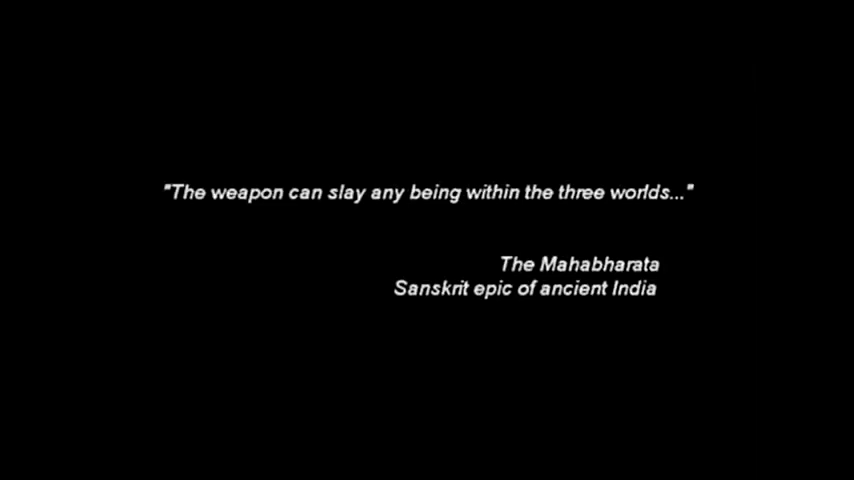 "The weapon can slay any being within the three worlds..."
The Mahabharata
Sanskrit epic of ancient India